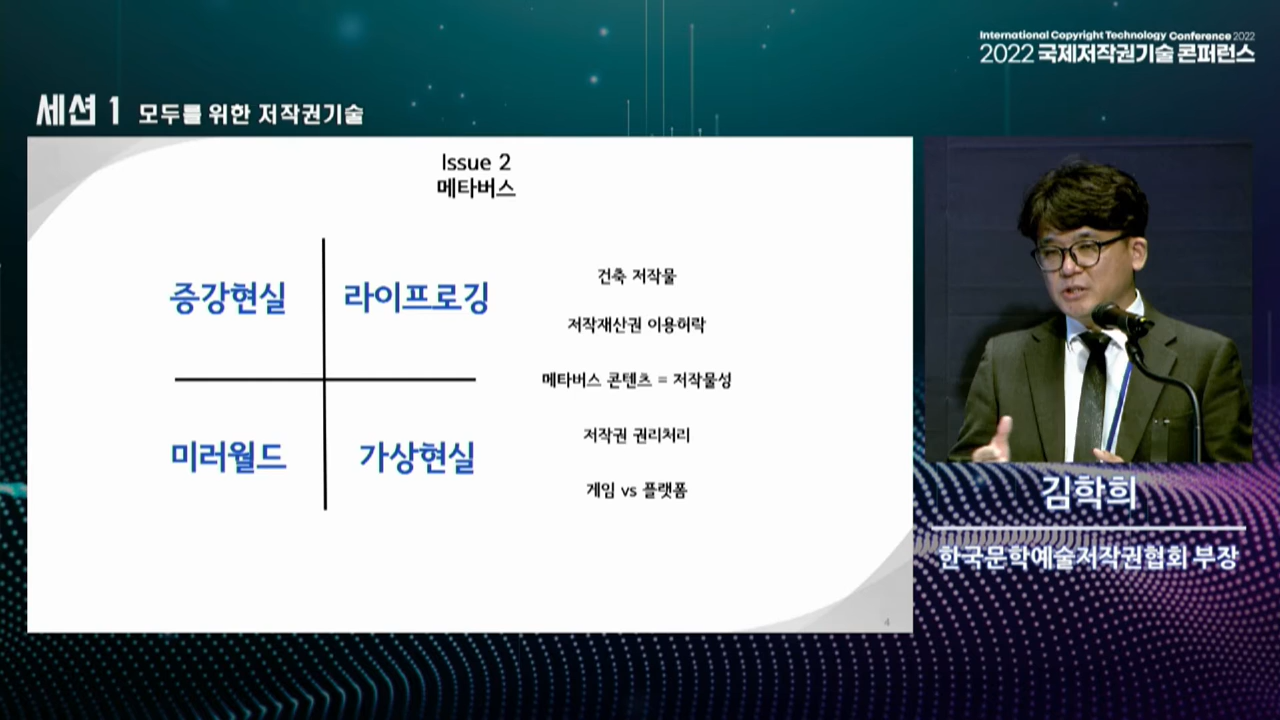 International Copyright Technology Conference 2022
2022 국제저작권기술 콘퍼런스
세션 1 모두를 위한 저작권기술
Issue 2
메타버스
증강현실
라이프로깅
미러월드
가상현실
건축 저작물
저작재산권 이용허락
메타버스 콘텐츠 = 저작물성
저작권 권리처리
게임 vs 플랫폼
4
김학희
한국문학예술저작권협회 부장